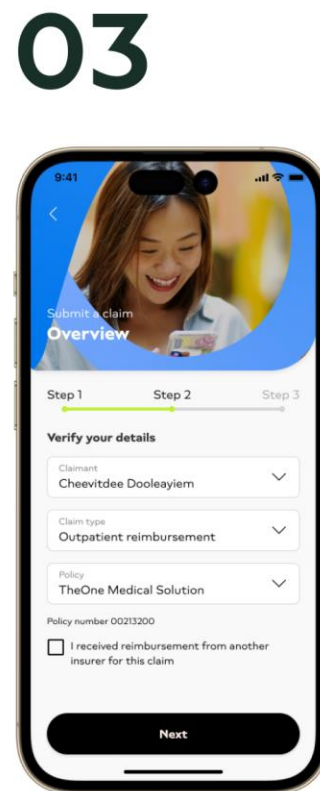 03
9:41
Submit a claim
Overview
Step 1 Step 2 Step 3
Verify your details
Claimant
Cheevitdee Dooleayiem
Claim type
Outpatient reimbursement
Policy
TheOne Medical Solution
Policy number 00213200
I received reimbursement from another
insurer for this claim
Next